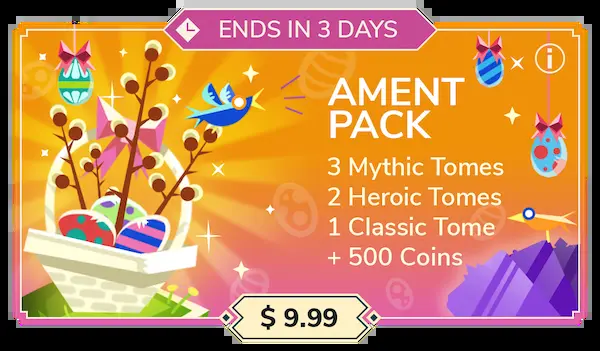 ENDS IN 3 DAYS
AMENT
PACK
3 Mythic Tomes
2 Heroic Tomes
1 Classic Tome
+ 500 Coins
$ 9.99